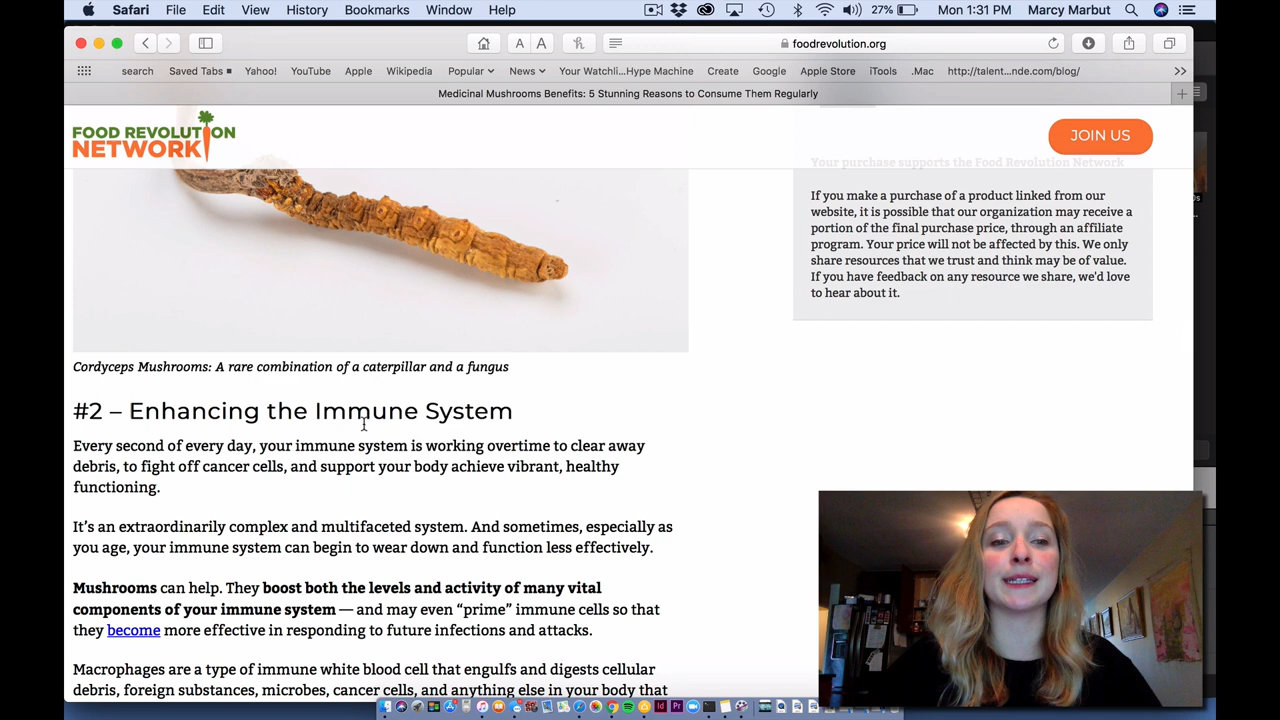 Safari File Edit View History Bookmarks Window Help 27% Mon 1:31 PM Marcy Marbut
A A foodrevolution.org
search Saved Tabs Yahoo! YouTube Apple Wikipedia Popular News Your Watchli...Hype Machine Create Google Apple Store iTools .Mac http://talent...nde.com/blog/ >>
Medicinal Mushrooms Benefits: 5 Stunning Reasons to Consume Them Regularly +
FOOD REVOLUTION
NETWORK
JOIN US
Your purchase supports the Food Revolution Network
If you make a purchase of a product linked from our
website, it is possible that our organization may receive a
portion of the final purchase price, through an affiliate
program. Your price will not be affected by this. We only
share resources that we trust and think may be of value.
If you have feedback on any resource we share, we'd love
to hear about it.
Cordyceps Mushrooms: A rare combination of a caterpillar and a fungus
#2 – Enhancing the Immune System
Every second of every day, your immune system is working overtime to clear away
debris, to fight off cancer cells, and support your body achieve vibrant, healthy
functioning.
It’s an extraordinarily complex and multifaceted system. And sometimes, especially as
you age, your immune system can begin to wear down and function less effectively.
Mushrooms can help. They boost both the levels and activity of many vital
components of your immune system — and may even “prime” immune cells so that
they become more effective in responding to future infections and attacks.
Macrophages are a type of immune white blood cell that engulfs and digests cellular
debris, foreign substances, microbes, cancer cells, and anything else in your body that